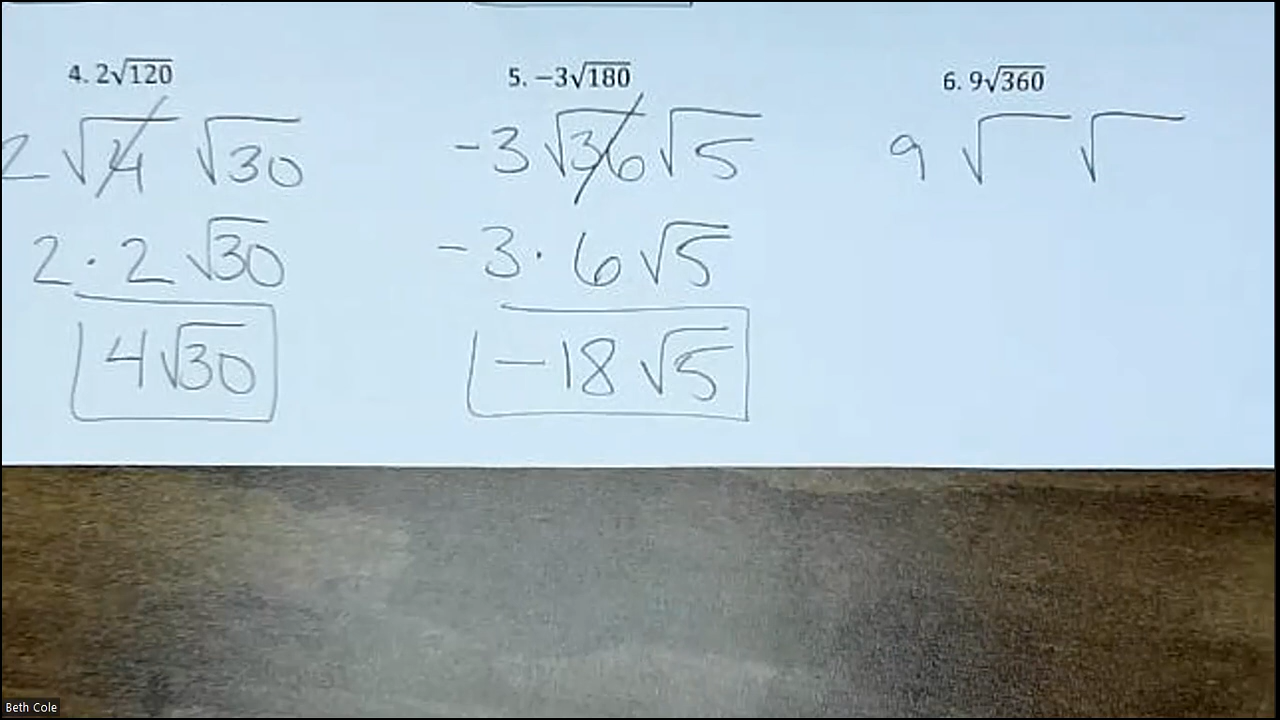 4. 2√120 5. −3√180 6. 9√360
2 √4 √30 -3 √36 √5 9 √ √
2 · 2 √30 -3 · 6 √5
4 √30 -18 √5
Beth Cole